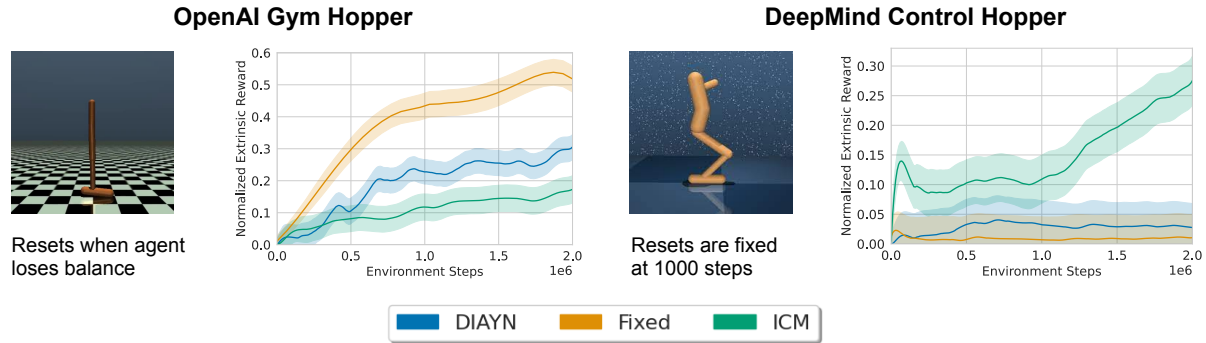 OpenAI Gym Hopper
Resets when agent
loses balance
Normalized Extrinsic Reward
0.6
0.5
0.4
0.3
0.2
0.1
0.0
0.0 0.5 1.0 1.5 2.0
Environment Steps
1e6
DeepMind Control Hopper
Resets are fixed
at 1000 steps
Normalized Extrinsic Reward
0.30
0.25
0.20
0.15
0.10
0.05
0.00
0.0 0.5 1.0 1.5 2.0
Environment Steps
1e6
DIAYN Fixed ICM